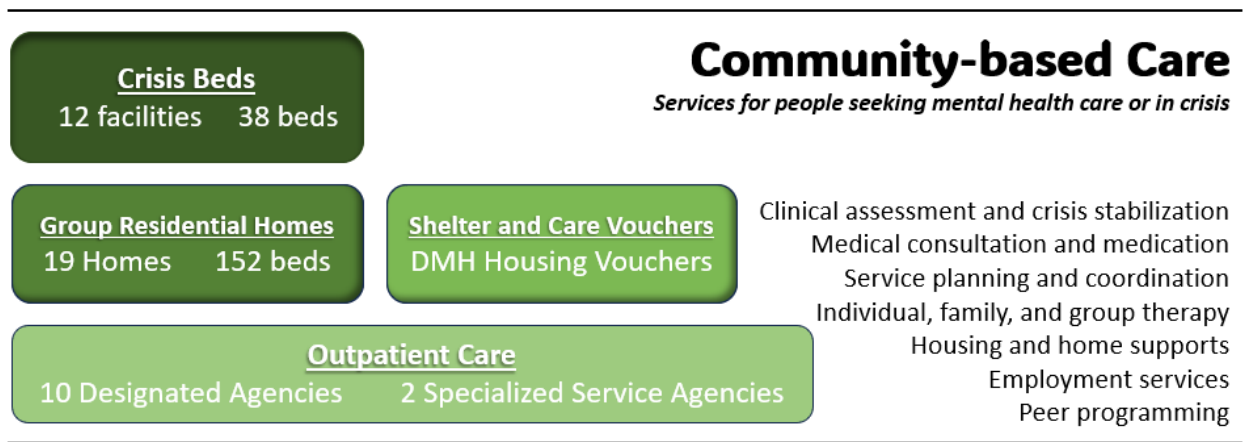 Community-based Care
Services for people seeking mental health care or in crisis
Crisis Beds
12 facilities 38 beds
Group Residential Homes
19 Homes 152 beds
Shelter and Care Vouchers
DMH Housing Vouchers
Outpatient Care
10 Designated Agencies 2 Specialized Service Agencies
Clinical assessment and crisis stabilization
Medical consultation and medication
Service planning and coordination
Individual, family, and group therapy
Housing and home supports
Employment services
Peer programming